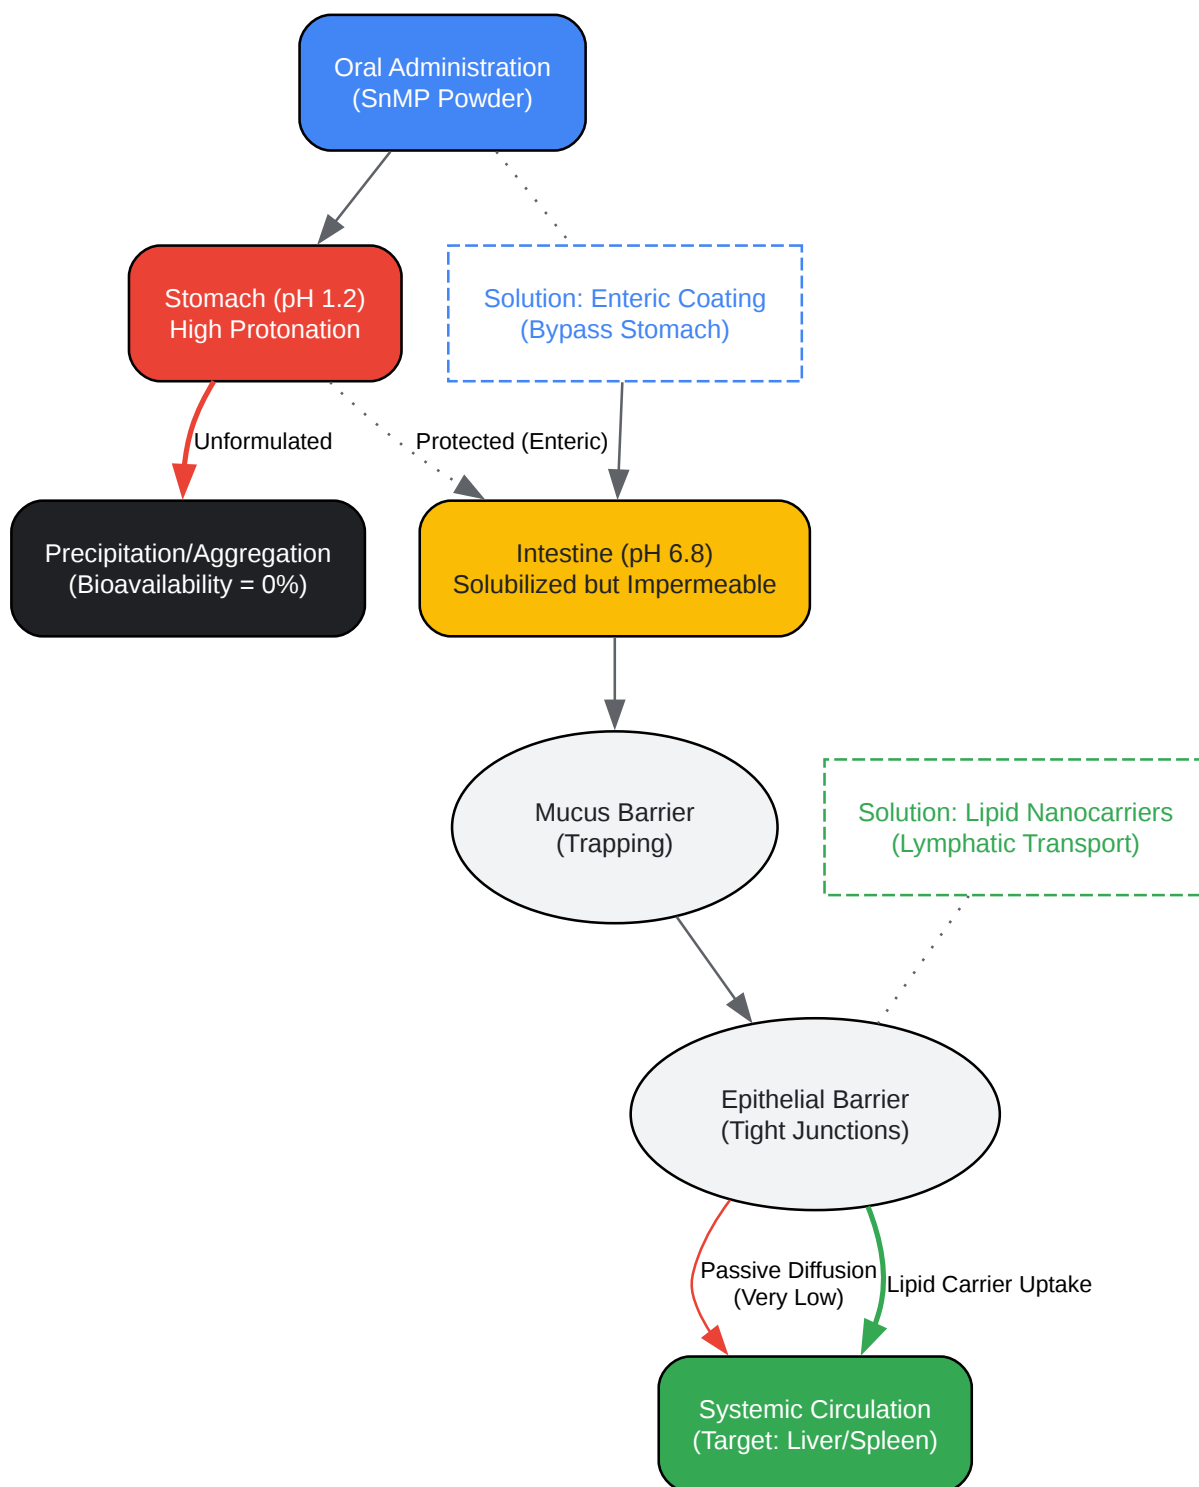 Oral Administration
(SnMP Powder)
Stomach (pH 1.2)
High Protonation
Solution: Enteric Coating
(Bypass Stomach)
Unformulated
Protected (Enteric)
Precipitation/Aggregation
(Bioavailability = 0%)
Intestine (pH 6.8)
Solubilized but Impermeable
Mucus Barrier
(Trapping)
Solution: Lipid Nanocarriers
(Lymphatic Transport)
Epithelial Barrier
(Tight Junctions)
Passive Diffusion
(Very Low)
Lipid Carrier Uptake
Systemic Circulation
(Target: Liver/Spleen)